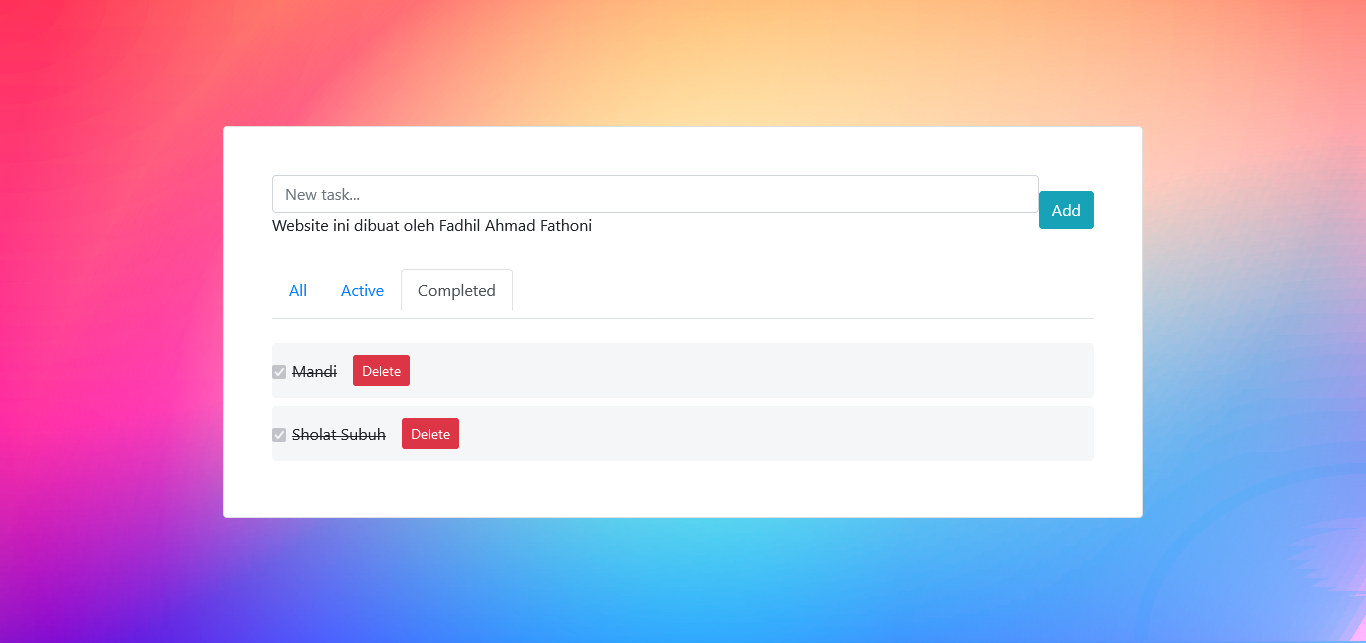 New task...
Add
Website ini dibuat oleh Fadhil Ahmad Fathoni
All Active Completed
Mandi Delete
Sholat Subuh Delete